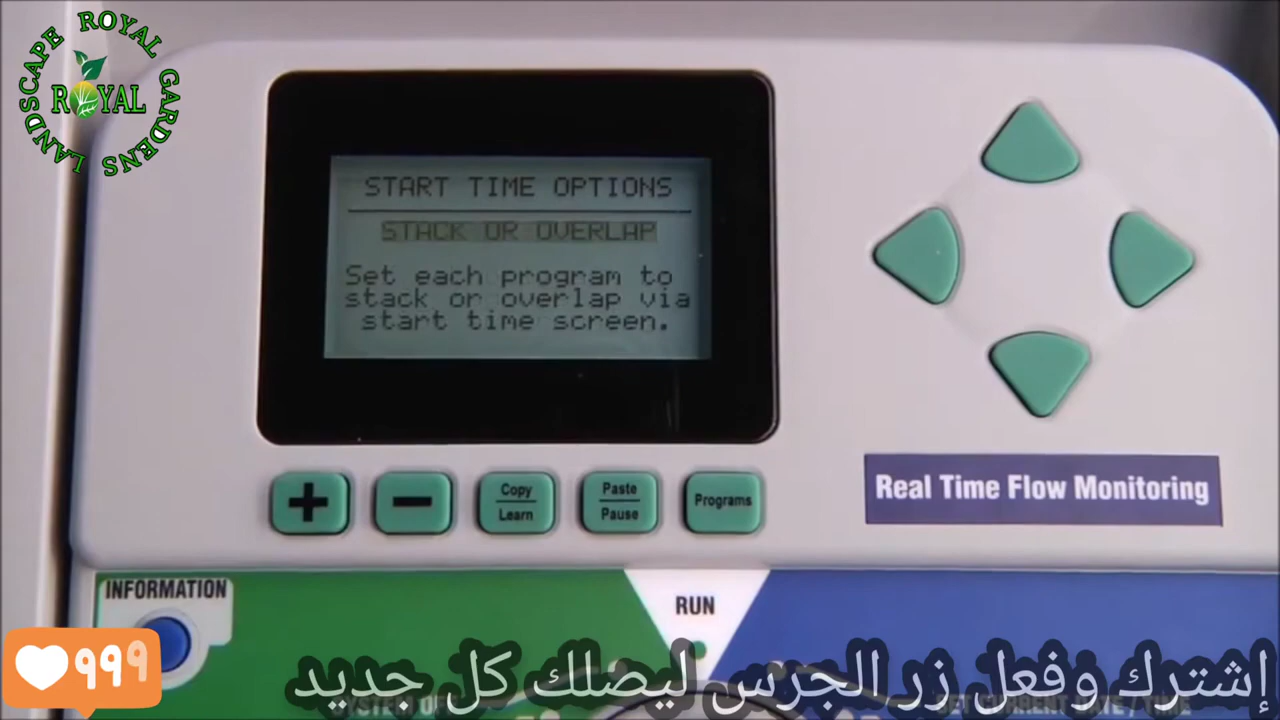 LANDSCAPE ROYAL GARDENS
ROYAL
START TIME OPTIONS
STACK OR OVERLAP
Set each program to
stack or overlap via
start time screen.
+
−
Copy
Learn
Paste
Pause
Programs
Real Time Flow Monitoring
INFORMATION
RUN
999
إشترك وفعل زر الجرس ليصلك كل جديد